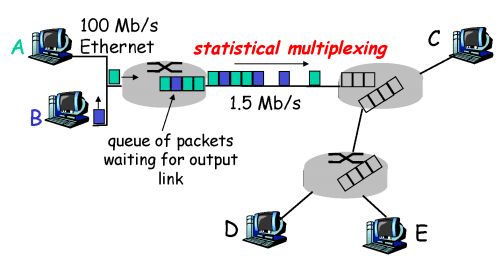 100 Mb/s
Ethernet
A
statistical multiplexing
C
1.5 Mb/s
B
queue of packets
waiting for output
link
D
E